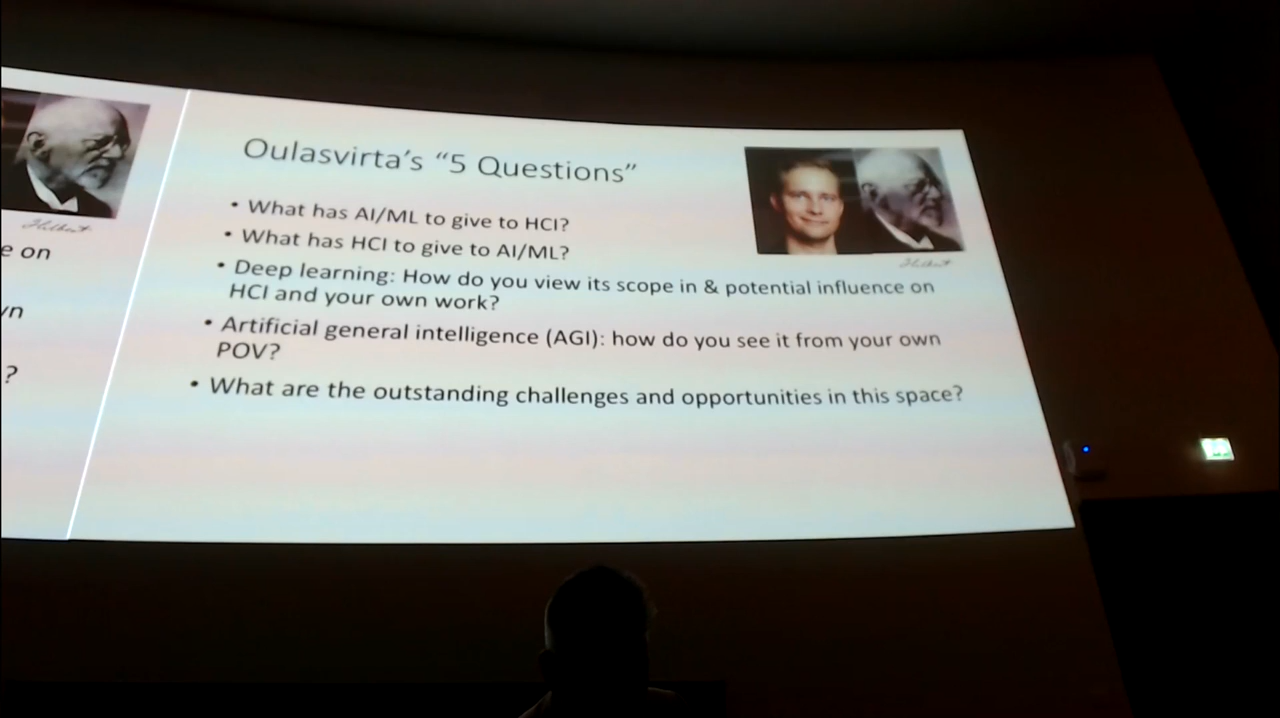 Oulasvirta's "5 Questions"
• What has AI/ML to give to HCI?
• What has HCI to give to AI/ML?
• Deep learning: How do you view its scope in & potential influence on
HCI and your own work?
• Artificial general intelligence (AGI): how do you see it from your own
POV?
• What are the outstanding challenges and opportunities in this space?
Hilbert
Hilbert
e on
vn
?